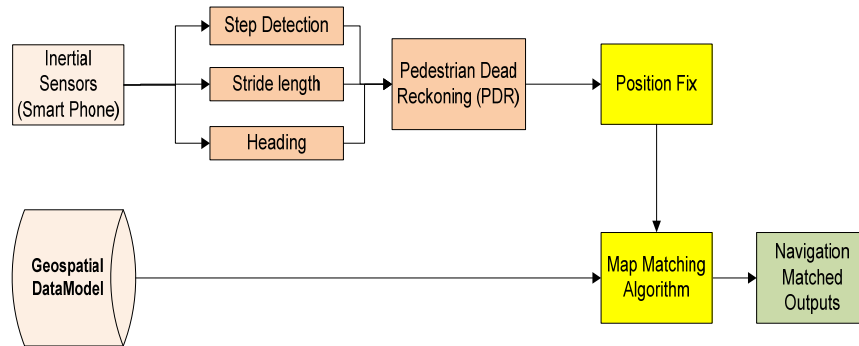 Step Detection
Inertial
Sensors
(Smart Phone)
Stride length
Heading
Pedestrian Dead
Reckoning (PDR)
Position Fix
Geospatial
DataModel
Map Matching
Algorithm
Navigation
Matched
Outputs